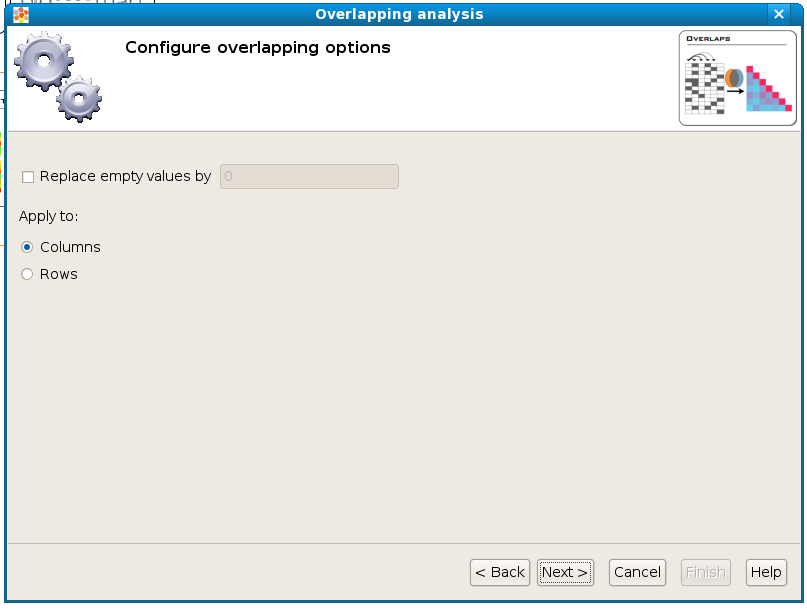 Overlapping analysis
Configure overlapping options
OVERLAPS
Replace empty values by 0
Apply to:
Columns
Rows
< Back Next > Cancel Finish Help